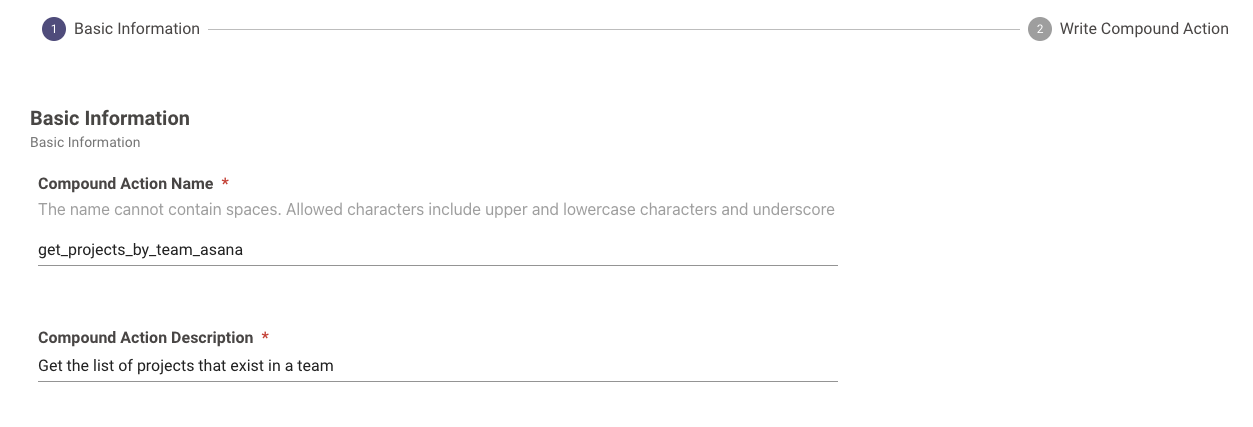 1 Basic Information
2 Write Compound Action
Basic Information
Basic Information
Compound Action Name *
The name cannot contain spaces. Allowed characters include upper and lowercase characters and underscore
get_projects_by_team_asana
Compound Action Description *
Get the list of projects that exist in a team